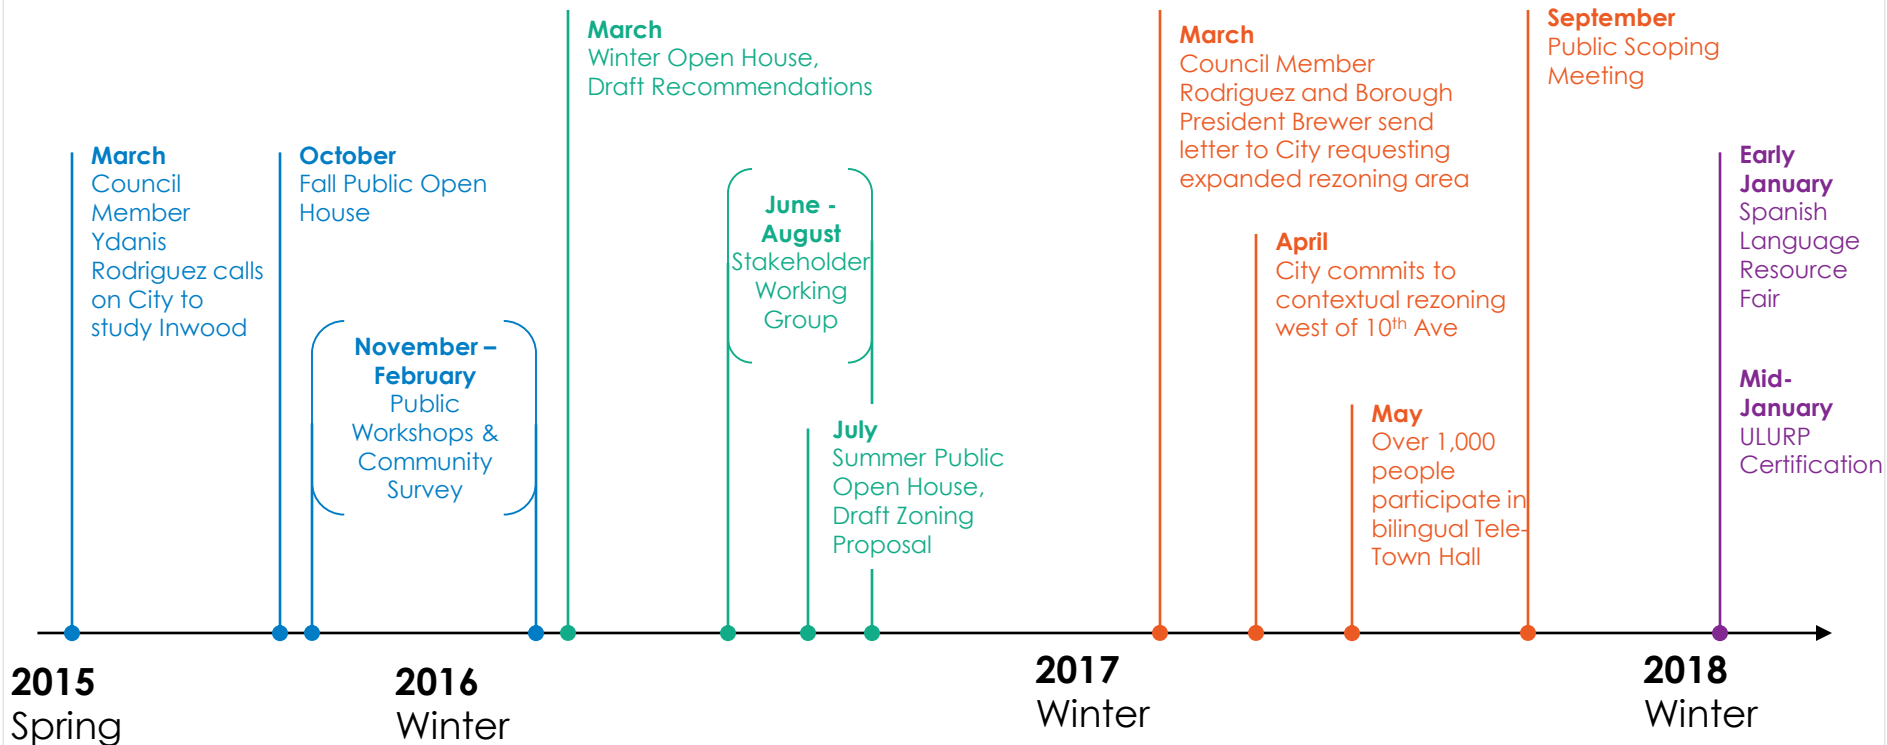 March
Council
Member
Ydanis
Rodriguez calls
on City to
study Inwood
October
Fall Public Open
House
November –
February
Public
Workshops &
Community
Survey
March
Winter Open House,
Draft Recommendations
June -
August
Stakeholder
Working
Group
July
Summer Public
Open House,
Draft Zoning
Proposal
March
Council Member
Rodriguez and Borough
President Brewer send
letter to City requesting
expanded rezoning area
April
City commits to
contextual rezoning
west of 10th Ave
May
Over 1,000
people
participate in
bilingual Tele-
Town Hall
September
Public Scoping
Meeting
Early
January
Spanish
Language
Resource
Fair
Mid-
January
ULURP
Certification
2015
Spring
2016
Winter
2017
Winter
2018
Winter